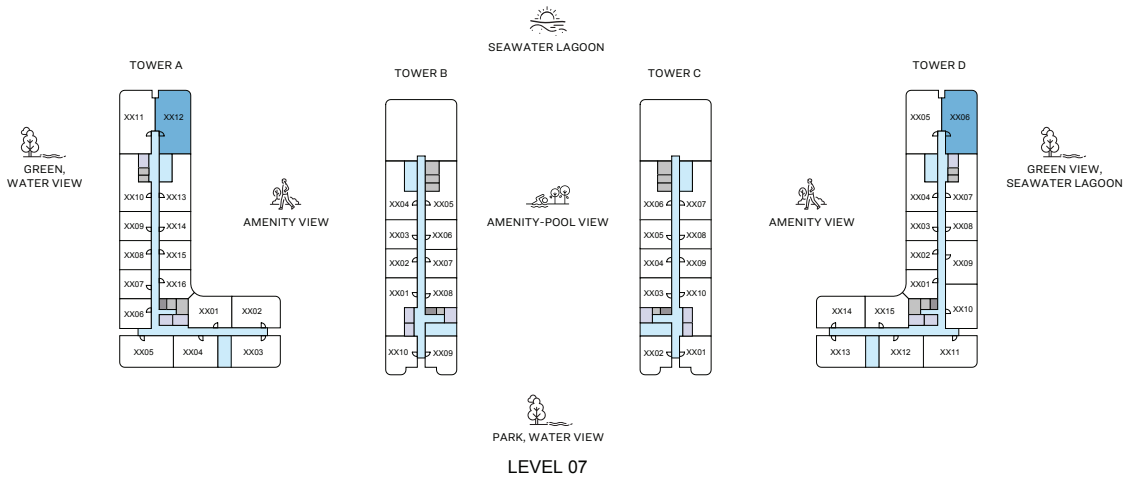 SEAWATER LAGOON
TOWER A
TOWER B
TOWER C
TOWER D
GREEN,
WATER VIEW
AMENITY VIEW
AMENITY-POOL VIEW
AMENITY VIEW
GREEN VIEW,
SEAWATER LAGOON
XX11 XX12
XX10 XX13
XX09 XX14
XX08 XX15
XX07 XX16
XX06 XX01 XX02
XX05 XX04 XX03
XX04 XX05
XX03 XX06
XX02 XX07
XX01 XX08
XX10 XX09
XX06 XX07
XX05 XX08
XX04 XX09
XX03 XX10
XX02 XX01
XX05 XX06
XX04 XX07
XX03 XX08
XX02 XX09
XX01
XX14 XX15 XX10
XX13 XX12 XX11
PARK, WATER VIEW
LEVEL 07